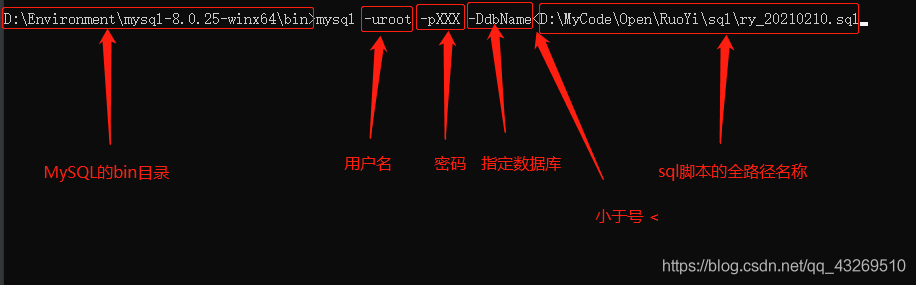 D:\Environment\mysql-8.0.25-winx64\bin>mysql -uroot -pXXX -DdbName<D:\MyCode\Open\RuoYi\sql\ry_20210210.sql
MySQL的bin目录 用户名 密码 指定数据库 sql脚本的全路径名称
小于号 <
https://blog.csdn.net/qq_43269510